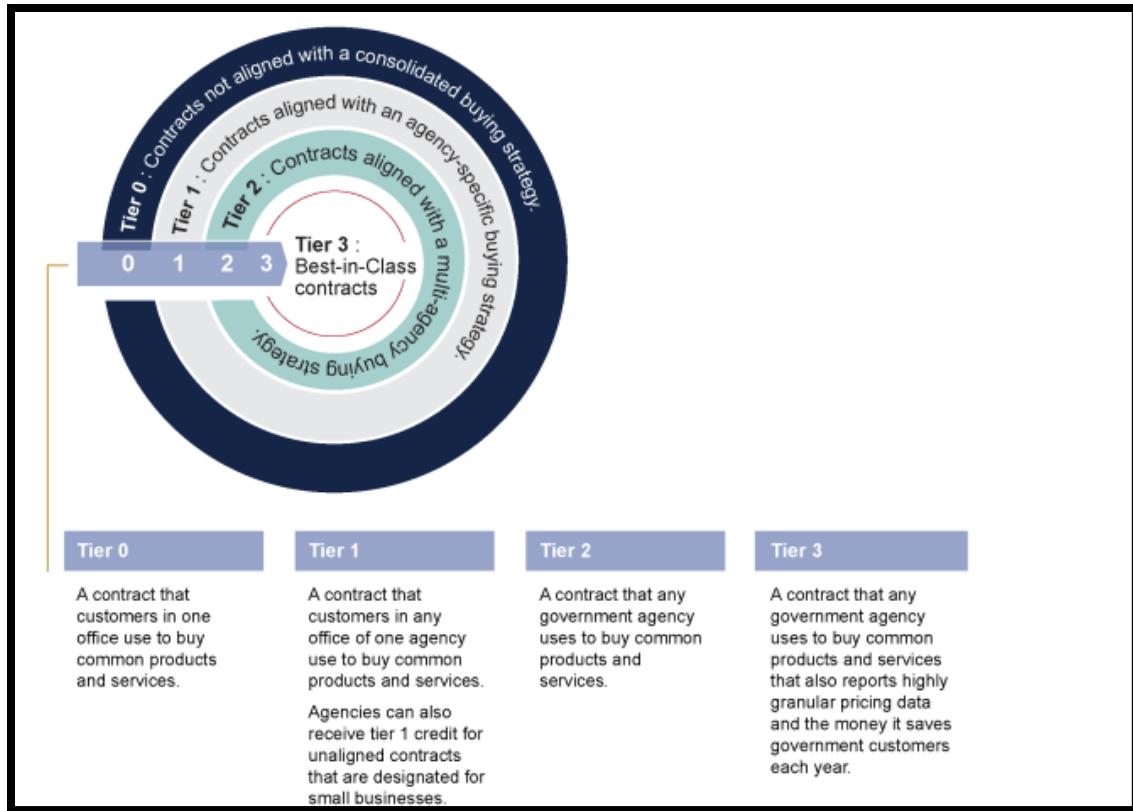 Tier 0 : Contracts not aligned with a consolidated buying strategy.
Tier 1 : Contracts aligned with an agency-specific buying strategy.
Tier 2 : Contracts aligned with a multi-agency buying strategy.
0 1 2 3
Tier 3 :
Best-in-Class
contracts
Tier 0
A contract that
customers in one
office use to buy
common products
and services.
Tier 1
A contract that
customers in any
office of one agency
use to buy common
products and services.
Agencies can also
receive tier 1 credit for
unaligned contracts
that are designated for
small businesses.
Tier 2
A contract that any
government agency
uses to buy common
products and
services.
Tier 3
A contract that any
government agency
uses to buy common
products and services
that also reports highly
granular pricing data
and the money it saves
government customers
each year.